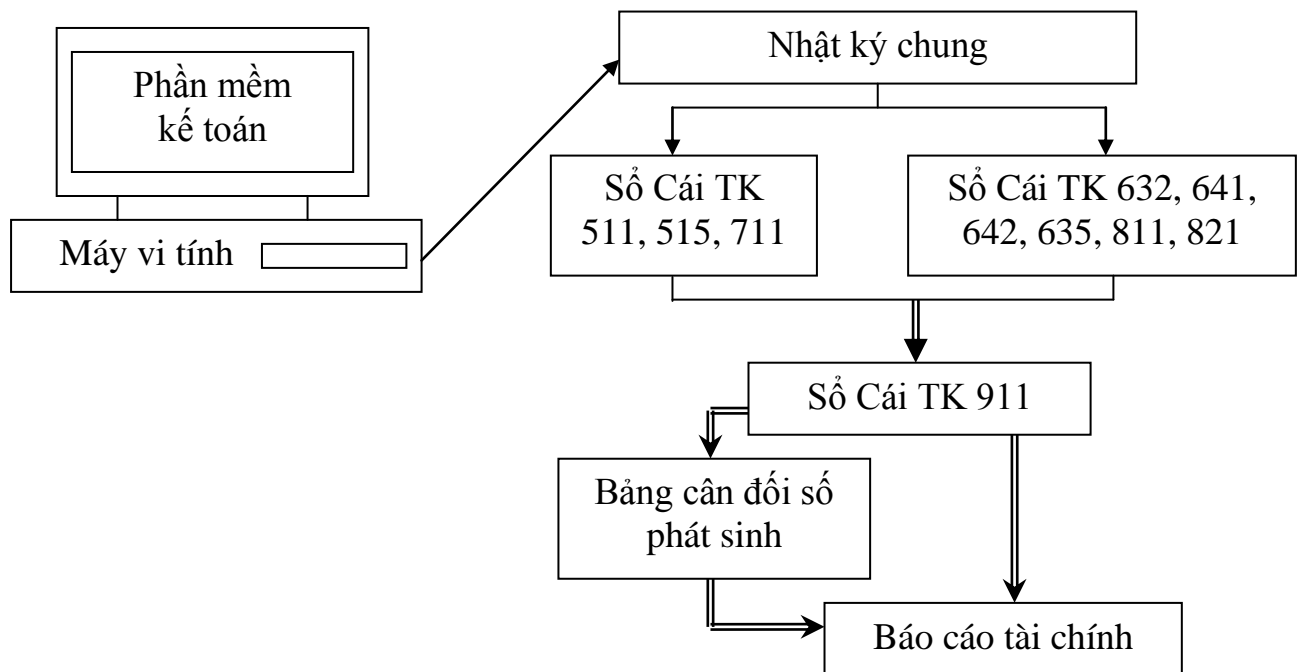 Phần mềm
kế toán
Máy vi tính
Nhật ký chung
Sổ Cái TK
511, 515, 711
Sổ Cái TK 632, 641,
642, 635, 811, 821
Sổ Cái TK 911
Bảng cân đối số
phát sinh
Báo cáo tài chính